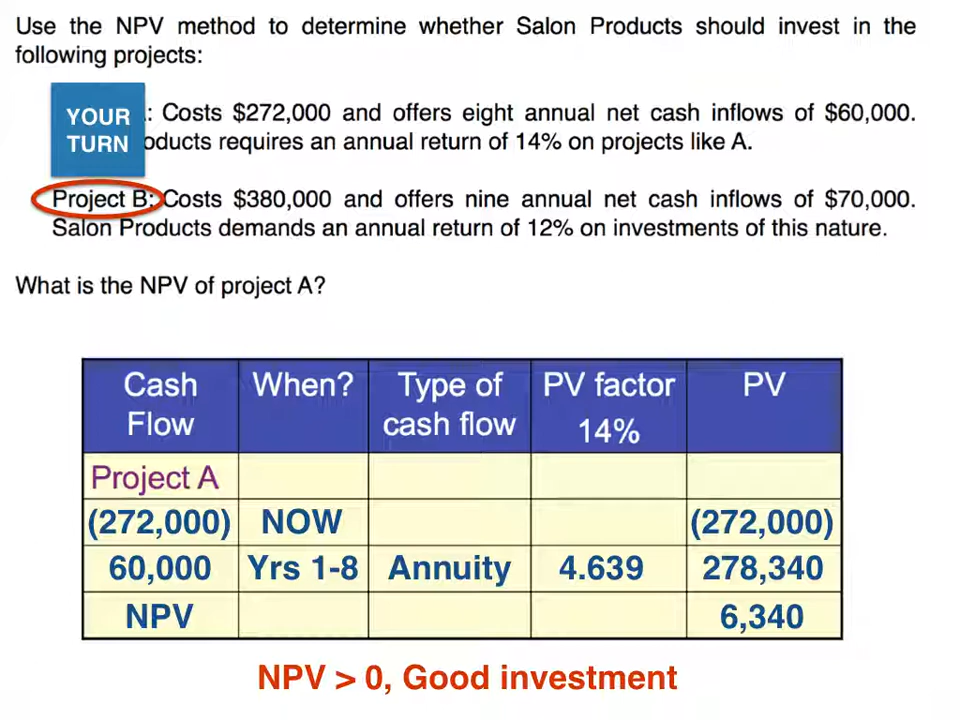 Use the NPV method to determine whether Salon Products should invest in the
following projects:
YOUR
TURN
: Costs $272,000 and offers eight annual net cash inflows of $60,000.
oducts requires an annual return of 14% on projects like A.
Project B: Costs $380,000 and offers nine annual net cash inflows of $70,000.
Salon Products demands an annual return of 12% on investments of this nature.
What is the NPV of project A?
Cash Flow When? Type of cash flow PV factor 14% PV
Project A
(272,000) NOW (272,000)
60,000 Yrs 1-8 Annuity 4.639 278,340
NPV 6,340
NPV > 0, Good investment